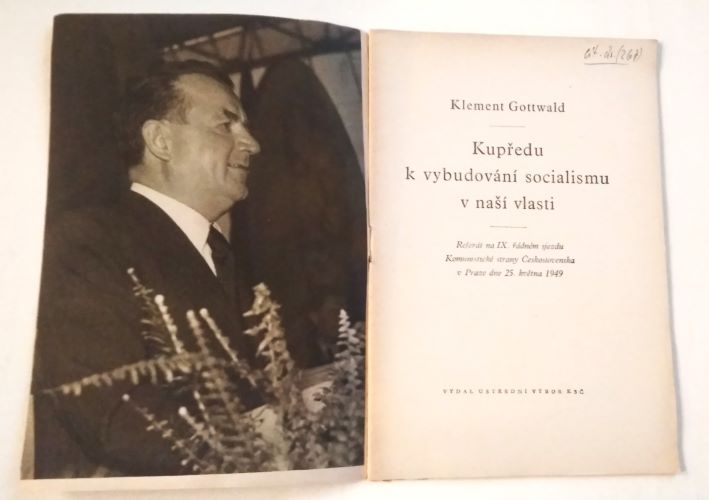 Klement Gottwald
Kupředu
k vybudování socialismu
v naší vlasti
Referát na IX. řádném sjezdu
Komunistické strany Československa
v Praze dne 25. května 1949
VYDAL ÚSTŘEDNÍ VÝBOR KSČ